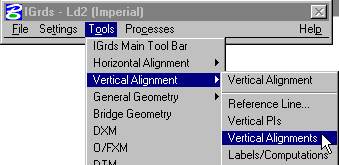 IGrds - Ld2 (Imperial)
File Settings Tools Processes Help
IGrds Main Tool Bar
Horizontal Alignment
Vertical Alignment
General Geometry
Bridge Geometry
DXM
O/FXM
DTM
Vertical Alignment
Reference Line...
Vertical PIs
Vertical Alignments
Labels/Computations